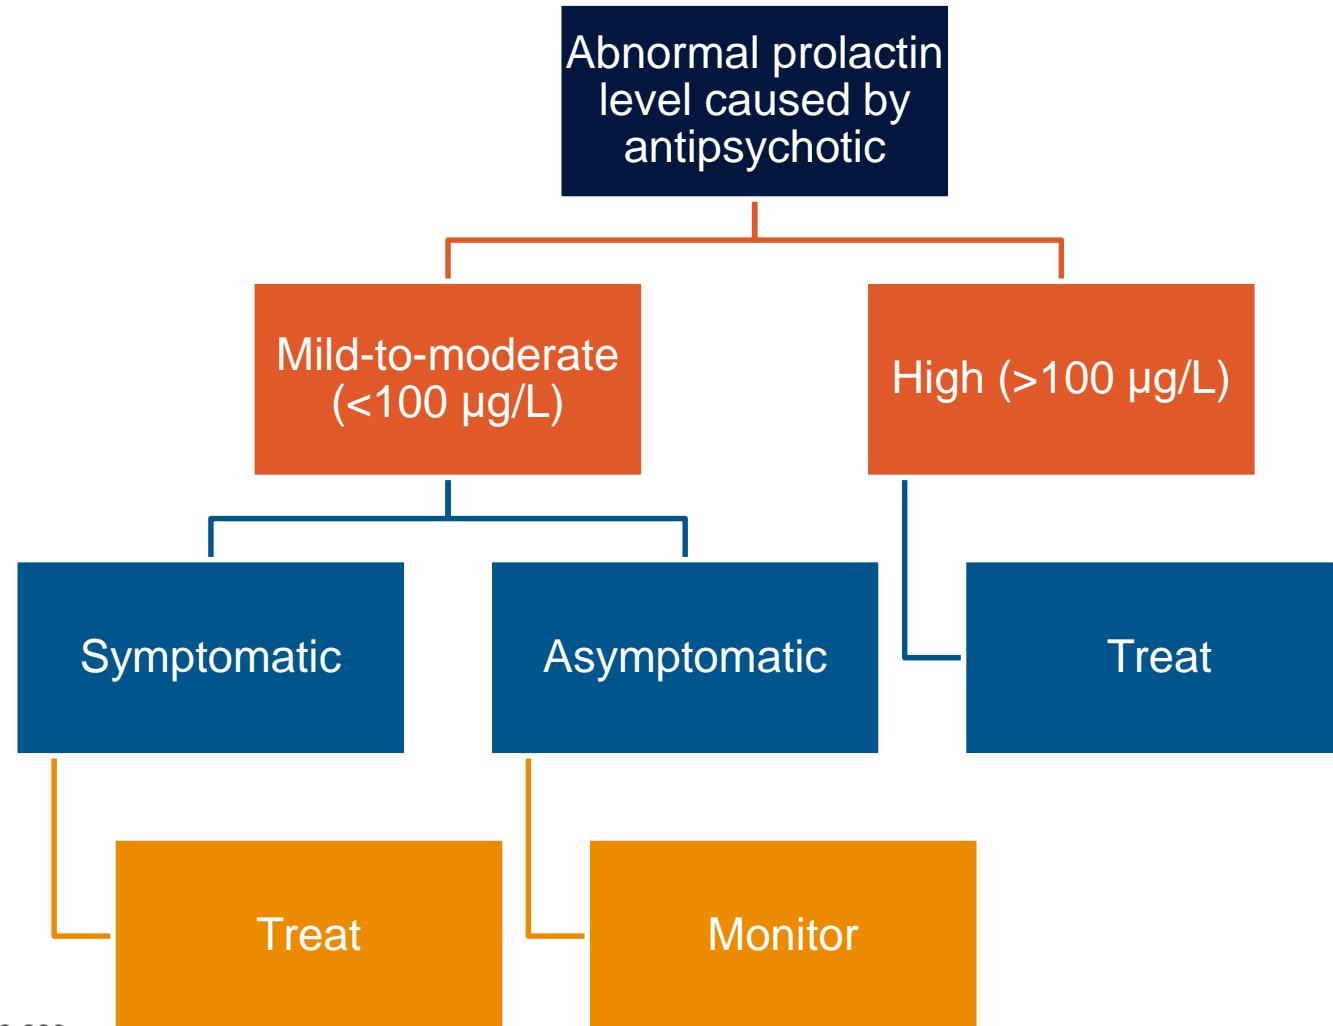 Abnormal prolactin
level caused by
antipsychotic
Mild-to-moderate
(<100 µg/L)
High (>100 µg/L)
Symptomatic
Asymptomatic
Treat
Treat
Monitor